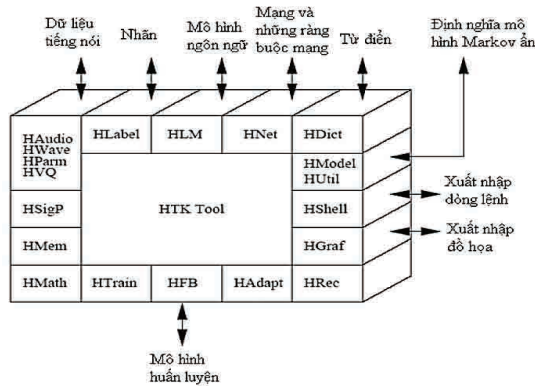 Dữ liệu
tiếng nói
Nhãn
Mô hình
ngôn ngữ
Mạng và
những ràng
buộc mạng
Từ điển
Định nghĩa mô
hình Markov ẩn
HAudio
HWave
HParm
HVQ
HLabel
HLM
HNet
HDict
HModel
HUtil
HSigP
HTK Tool
HShell
Xuất nhập
dòng lệnh
HMem
HGraf
Xuất nhập
đồ họa
HMath
HTrain
HFB
HAdapt
HRec
Mô hình
huấn luyện